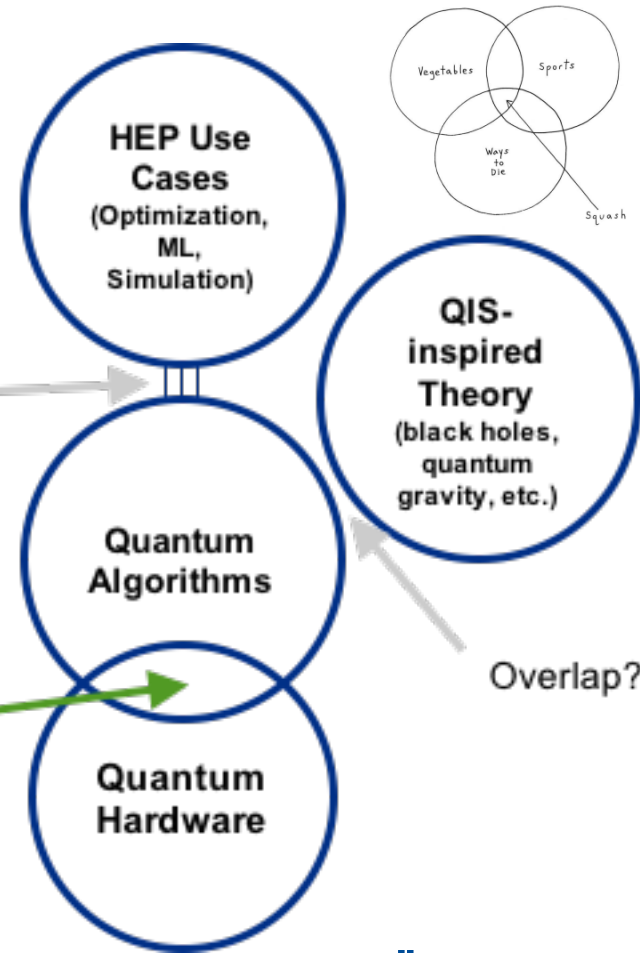 Vegetables
Sports
Ways
to
Die
Squash
HEP Use
Cases
(Optimization,
ML,
Simulation)
QIS-
inspired
Theory
(black holes,
quantum
gravity, etc.)
Quantum
Algorithms
Overlap?
Quantum
Hardware